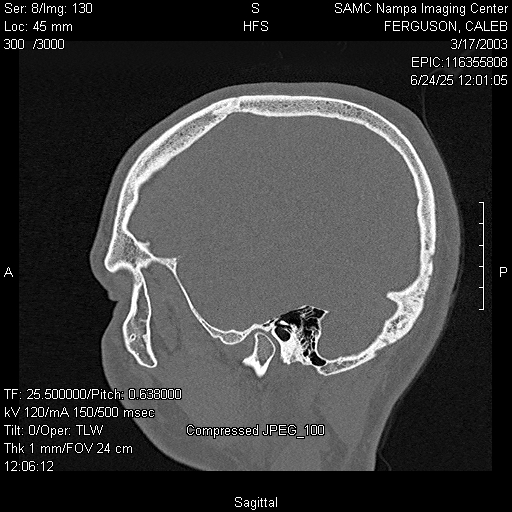 Ser: 8/Img: 130
Loc: 45 mm
300 /3000
S
HFS
SAMC Nampa Imaging Center
FERGUSON, CALEB
3/17/2003
EPIC:116355808
6/24/25 12:01:05
A
P
TF: 25.500000/Pitch: 0.638000
kV 120/mA 150/500 msec
Tilt: 0/Oper: TLW
Thk 1 mm/FOV 24 cm
12:06:12
Compressed JPEG_100
Sagittal